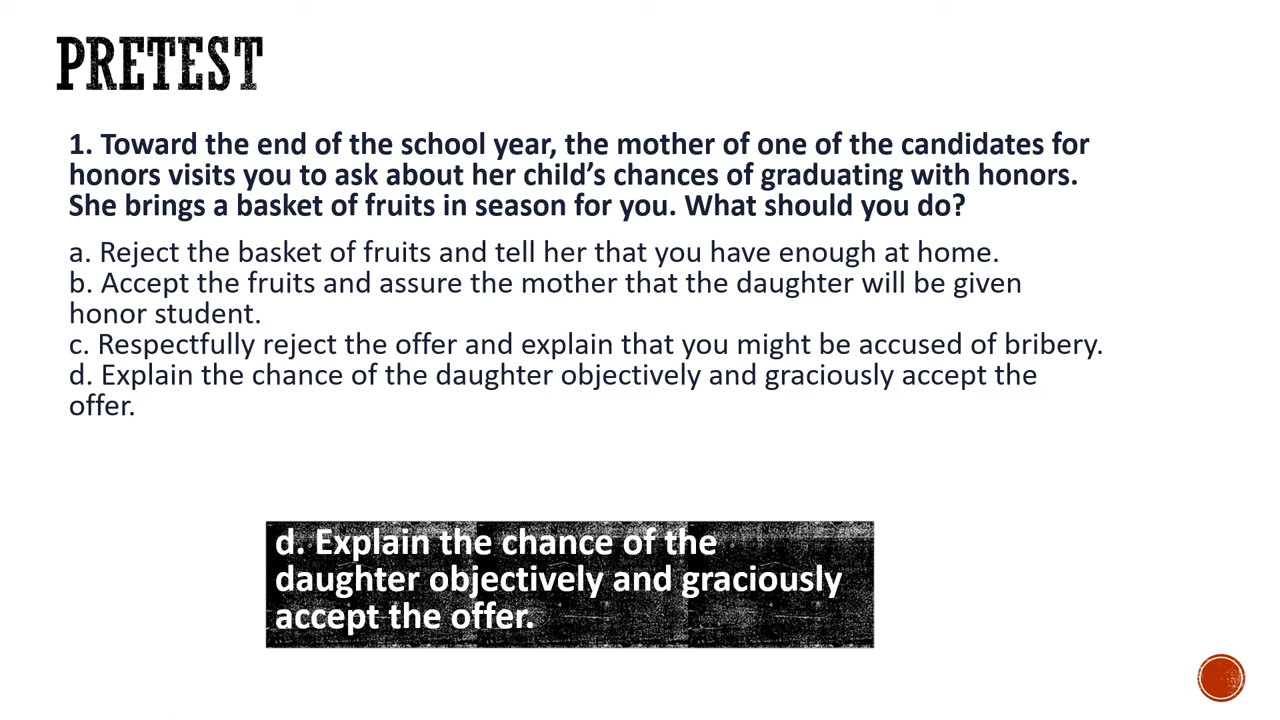 PRETEST
1. Toward the end of the school year, the mother of one of the candidates for
honors visits you to ask about her child’s chances of graduating with honors.
She brings a basket of fruits in season for you. What should you do?
a. Reject the basket of fruits and tell her that you have enough at home.
b. Accept the fruits and assure the mother that the daughter will be given
honor student.
c. Respectfully reject the offer and explain that you might be accused of bribery.
d. Explain the chance of the daughter objectively and graciously accept the
offer.
d. Explain the chance of the
daughter objectively and graciously
accept the offer.